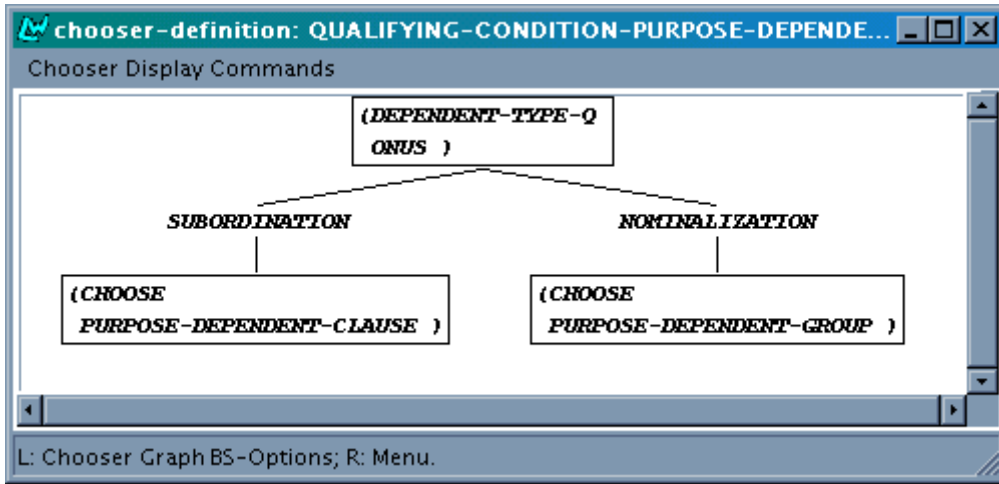 chooser-definition: QUALIFYING-CONDITION-PURPOSE-DEPENDE...
Chooser Display Commands
(DEPENDENT-TYPE-Q
ONUS )
SUBORDINATION NOMINALIZATION
(CHOOSE
PURPOSE-DEPENDENT-CLAUSE )
(CHOOSE
PURPOSE-DEPENDENT-GROUP )
L: Chooser Graph BS-Options; R: Menu.